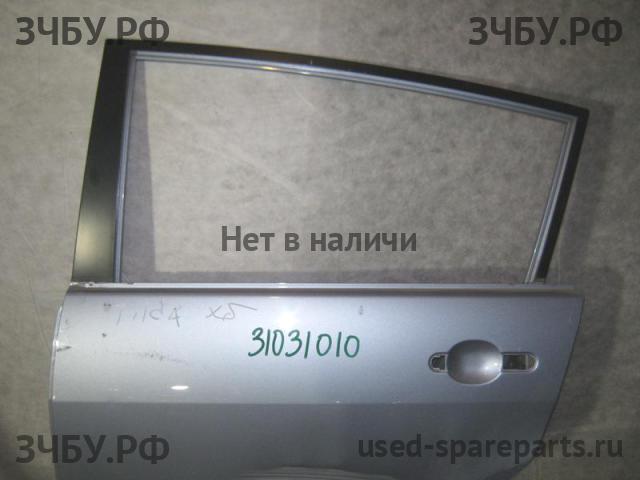 ЗЧБУ.РФ ЗЧБУ.РФ
Нет в наличи
31031010
ЗЧБУ.РФ used-spareparts.ru